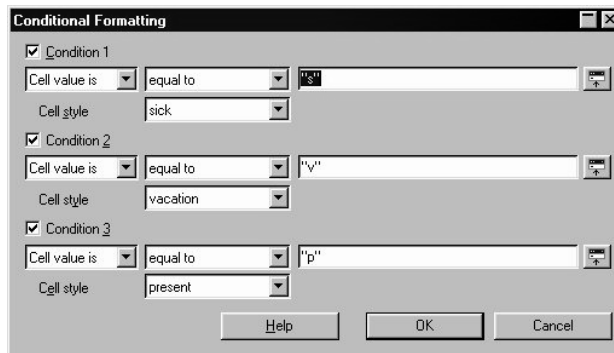 Conditional Formatting
Condition 1
Cell value is equal to "s"
Cell style sick
Condition 2
Cell value is equal to "v"
Cell style vacation
Condition 3
Cell value is equal to "p"
Cell style present
Help OK Cancel